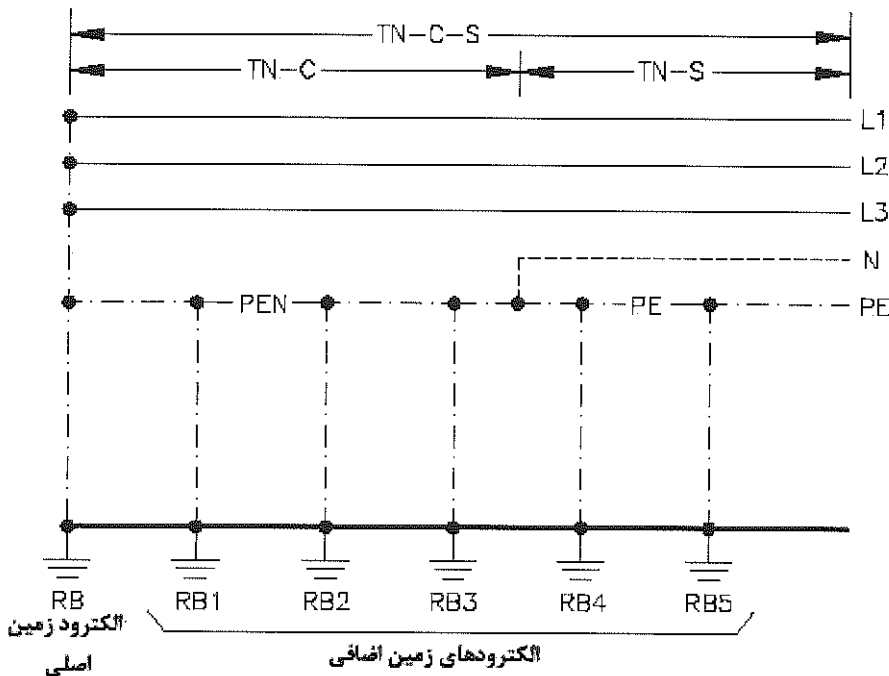 TN-C-S
TN-C
TN-S
L1
L2
L3
N
PEN
PE
PE
RB
RB1
RB2
RB3
RB4
RB5
الکترود زمین
اصلی
الکترودهای زمین اضافی